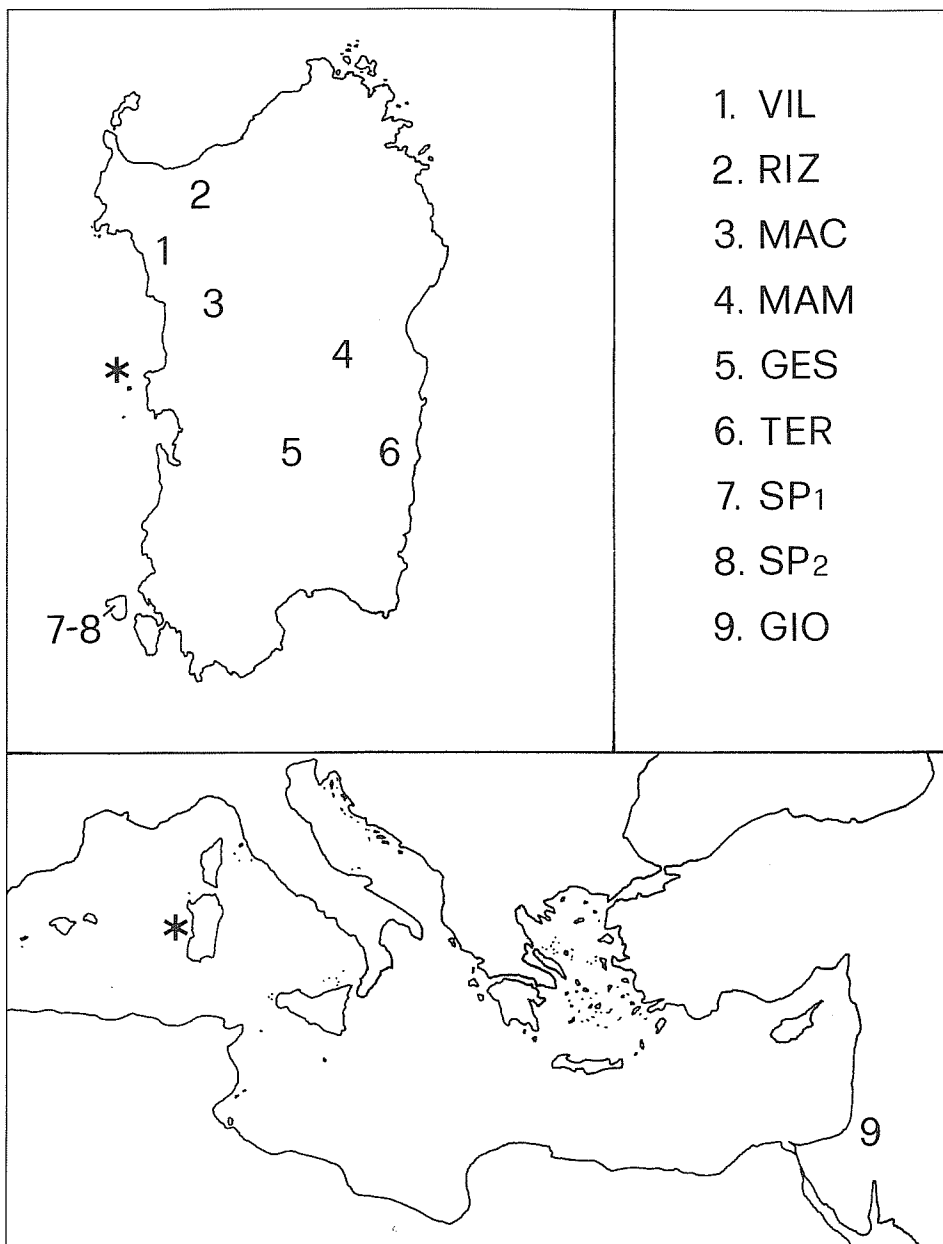 1. VIL
2. RIZ
3. MAC
4. MAM
5. GES
6. TER
7. SP1
8. SP2
9. GIO
2
1
3
*
4
5
6
7-8
*
9